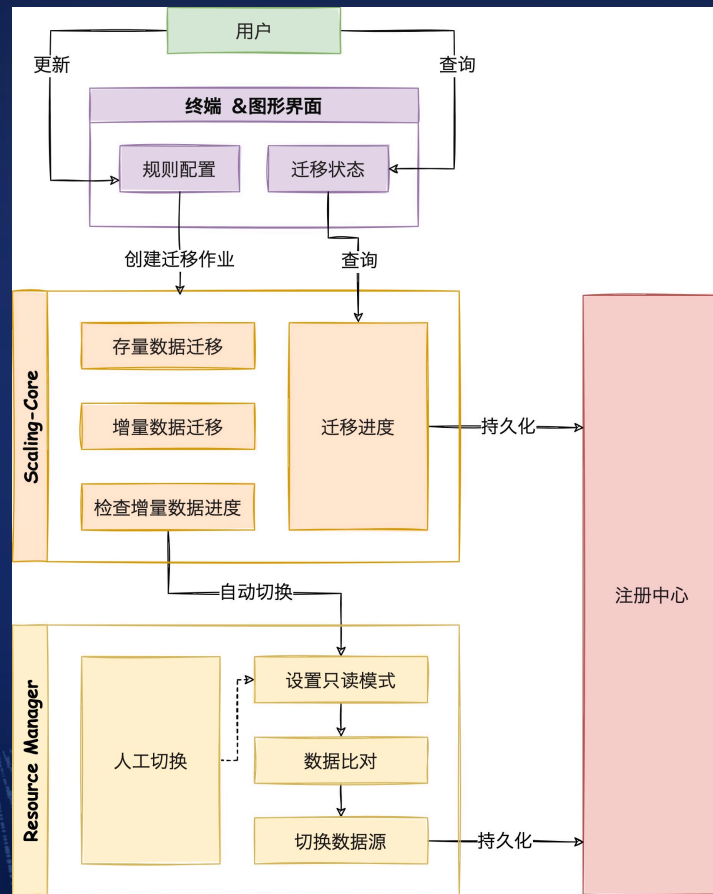 用户
更新
查询
终端 &图形界面
规则配置
迁移状态
创建迁移作业
查询
Scaling-Core
存量数据迁移
增量数据迁移
检查增量数据进度
迁移进度
持久化
注册中心
自动切换
Resource Manager
人工切换
设置只读模式
数据比对
切换数据源
持久化